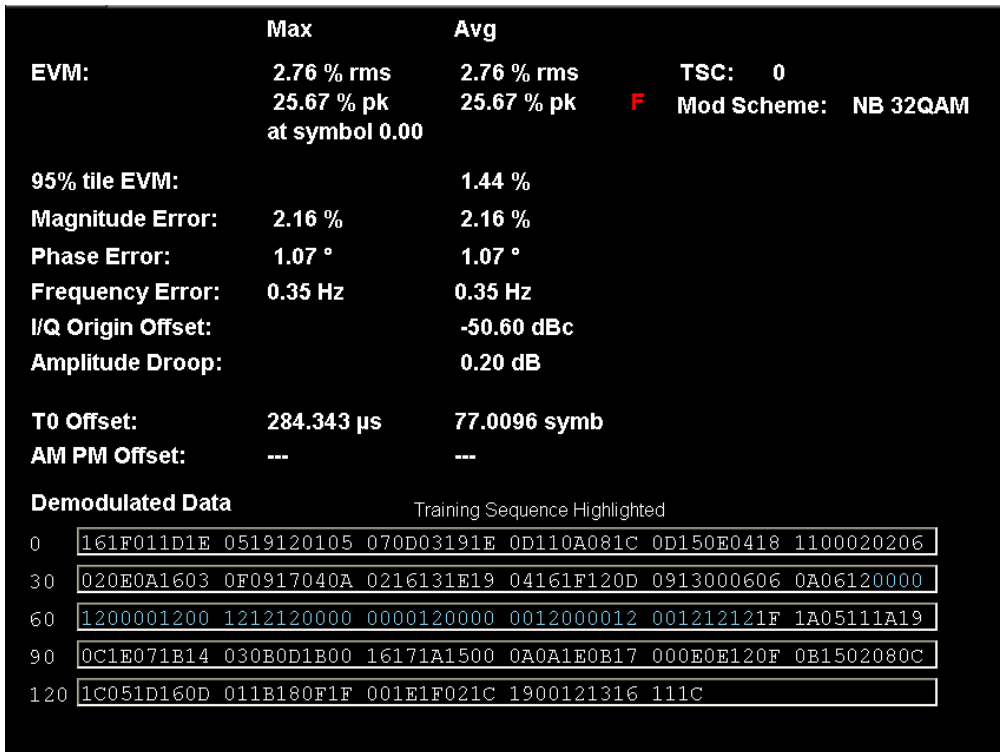 Max Avg
EVM: 2.76 % rms 2.76 % rms TSC: 0
25.67 % pk 25.67 % pk F Mod Scheme: NB 32QAM
at symbol 0.00
95% tile EVM: 1.44 %
Magnitude Error: 2.16 % 2.16 %
Phase Error: 1.07 ° 1.07 °
Frequency Error: 0.35 Hz 0.35 Hz
I/Q Origin Offset: -50.60 dBc
Amplitude Droop: 0.20 dB
T0 Offset: 284.343 µs 77.0096 symb
AM PM Offset: --- ---
Demodulated Data Training Sequence Highlighted
0 161F011D1E 0519120105 070D03191E 0D110A081C 0D150E0418 1100020206
30 020E0A1603 0F0917040A 0216131E19 04161F120D 0913000606 0A06120000
60 1200001200 1212120000 0000120000 0012000012 001212121F 1A05111A19
90 0C1E071B14 030B0D1B00 16171A1500 0A0A1E0B17 000E0E120F 0B1502080C
120 1C051D160D 011B180F1F 001E1F021C 1900121316 111C